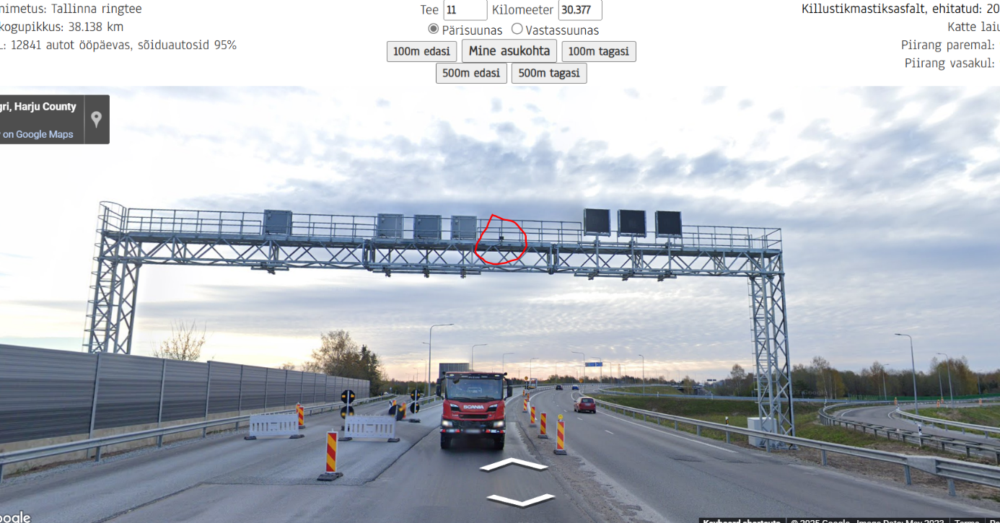 nimetus: Tallinna ringtee
kogupikkus: 38.138 km
12841 autot ööpäevas, sõiduautosid 95%
Tee 11 Kilomeeter 30.377
Pärisuunas Vastassuunas
100m edasi Mine asukohta 100m tagasi
500m edasi 500m tagasi
Killustikmastiksasfalt, ehitatud: 20
Katte laiu
Piirang paremal:
Piirang vasakul:
gri, Harju County
on Google Maps
SCANIA
oogle
Keyboard shortcuts © 2025 Google Image Date: May 2023 Terms